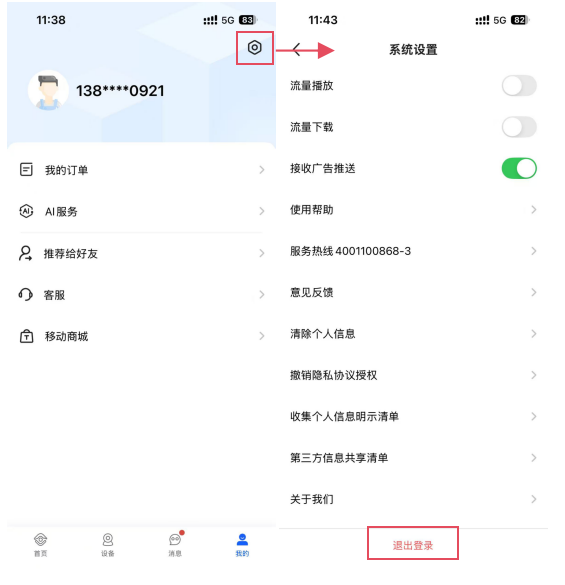 11:38
5G 83
138****0921
我的订单
AI服务
推荐给好友
客服
移动商城
首页
设备
消息
我的
11:43
5G 82
系统设置
流量播放
流量下载
接收广告推送
使用帮助
服务热线 4001100868-3
意见反馈
清除个人信息
撤销隐私协议授权
收集个人信息明示清单
第三方信息共享清单
关于我们
退出登录